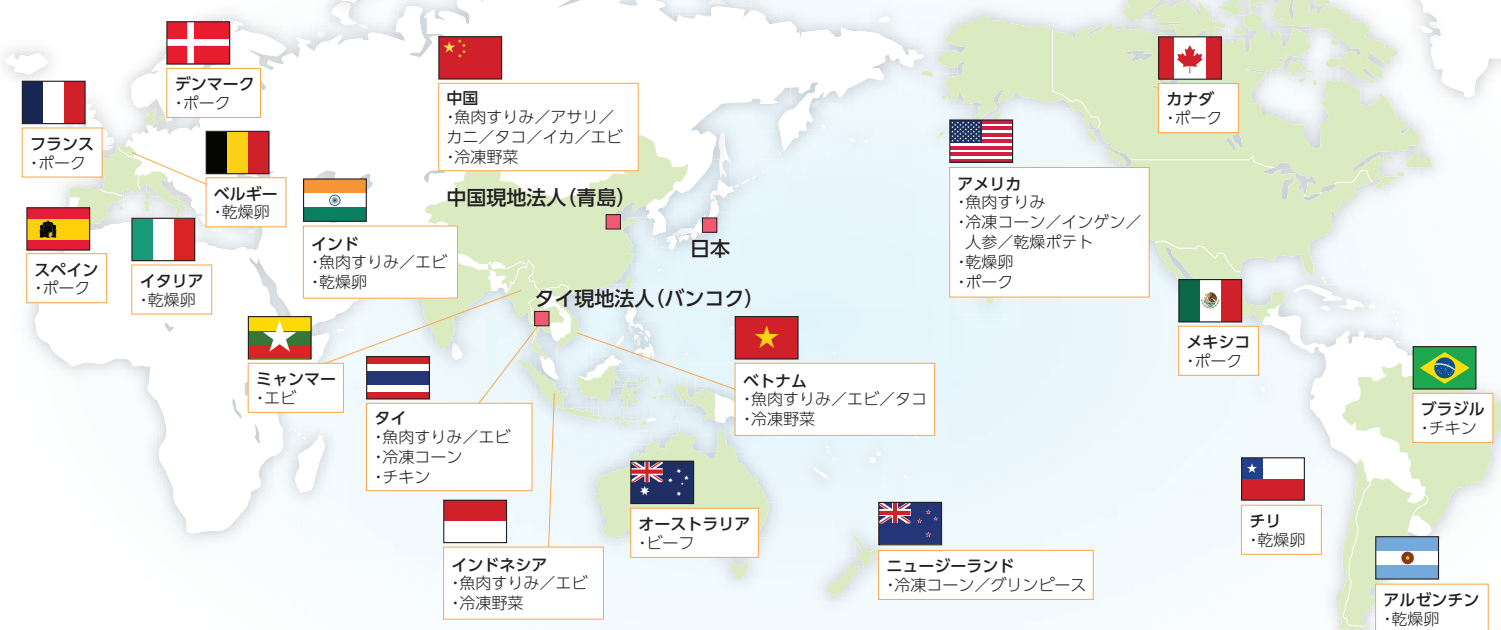 デンマーク
・ポーク
フランス
・ポーク
ベルギー
・乾燥卵
スペイン
・ポーク
イタリア
・乾燥卵
中国
・魚肉すりみ／アサリ／
カニ／タコ／イカ／エビ
・冷凍野菜
中国現地法人（青島）
日本
インド
・魚肉すりみ／エビ
・乾燥卵
タイ現地法人（バンコク）
ミャンマー
・エビ
タイ
・魚肉すりみ／エビ
・冷凍コーン
・チキン
ベトナム
・魚肉すりみ／エビ／タコ
・冷凍野菜
インドネシア
・魚肉すりみ／エビ
・冷凍野菜
オーストラリア
・ビーフ
ニュージーランド
・冷凍コーン／グリンピース
カナダ
・ポーク
アメリカ
・魚肉すりみ
・冷凍コーン／インゲン／
人参／乾燥ポテト
・乾燥卵
・ポーク
メキシコ
・ポーク
ブラジル
・チキン
チリ
・乾燥卵
アルゼンチン
・乾燥卵